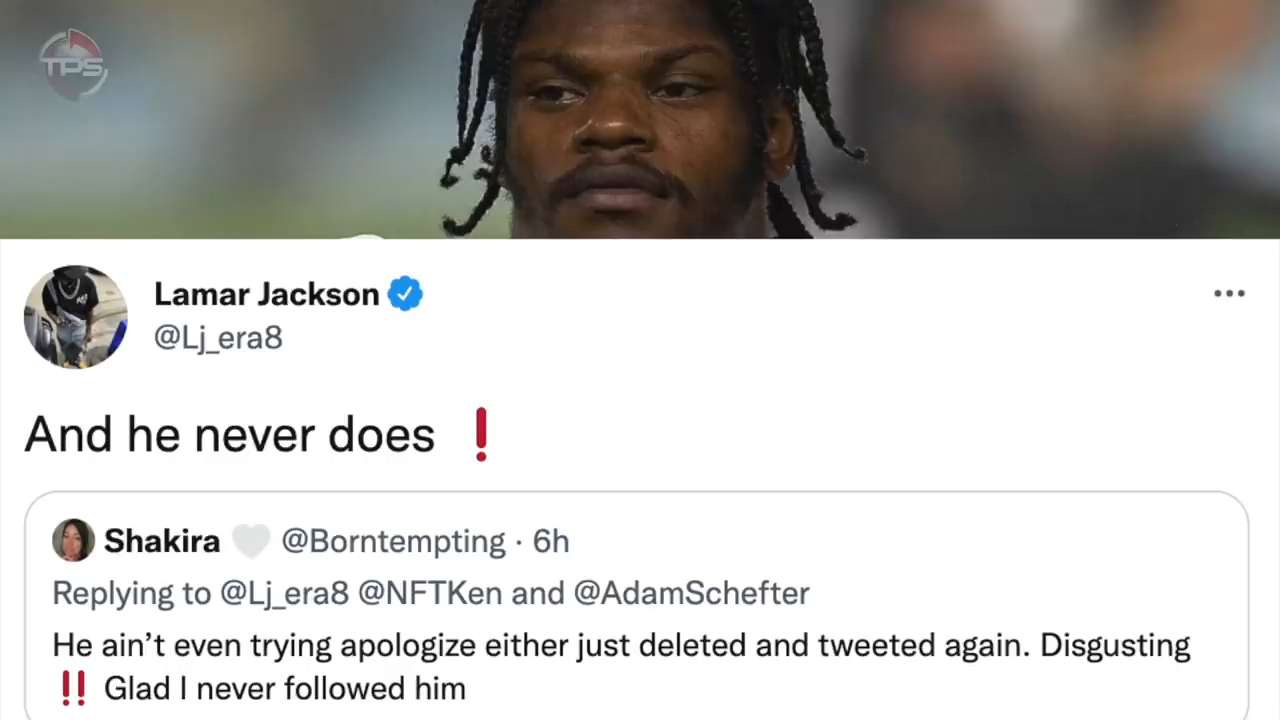 TPS
Lamar Jackson
@Lj_era8
And he never does ❗
Shakira 🤍 @Borntempting · 6h
Replying to @Lj_era8 @NFTKen and @AdamSchefter
He ain’t even trying apologize either just deleted and tweeted again. Disgusting
‼️ Glad I never followed him